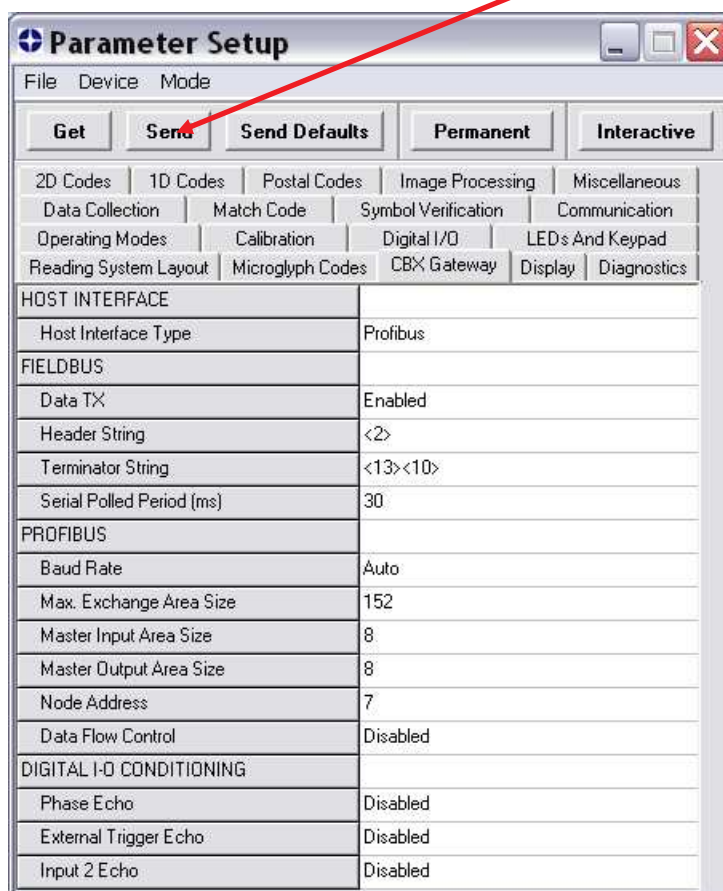 Parameter Setup
File Device Mode
Get Send Send Defaults Permanent Interactive
2D Codes 1D Codes Postal Codes Image Processing Miscellaneous
Data Collection Match Code Symbol Verification Communication
Operating Modes Calibration Digital I/O LEDs And Keypad
Reading System Layout Microglyph Codes CBX Gateway Display Diagnostics
HOST INTERFACE
Host Interface Type Profibus
FIELDBUS
Data TX Enabled
Header String <2>
Terminator String <13><10>
Serial Polled Period (ms) 30
PROFIBUS
Baud Rate Auto
Max. Exchange Area Size 152
Master Input Area Size 8
Master Output Area Size 8
Node Address 7
Data Flow Control Disabled
DIGITAL I-O CONDITIONING
Phase Echo Disabled
External Trigger Echo Disabled
Input 2 Echo Disabled